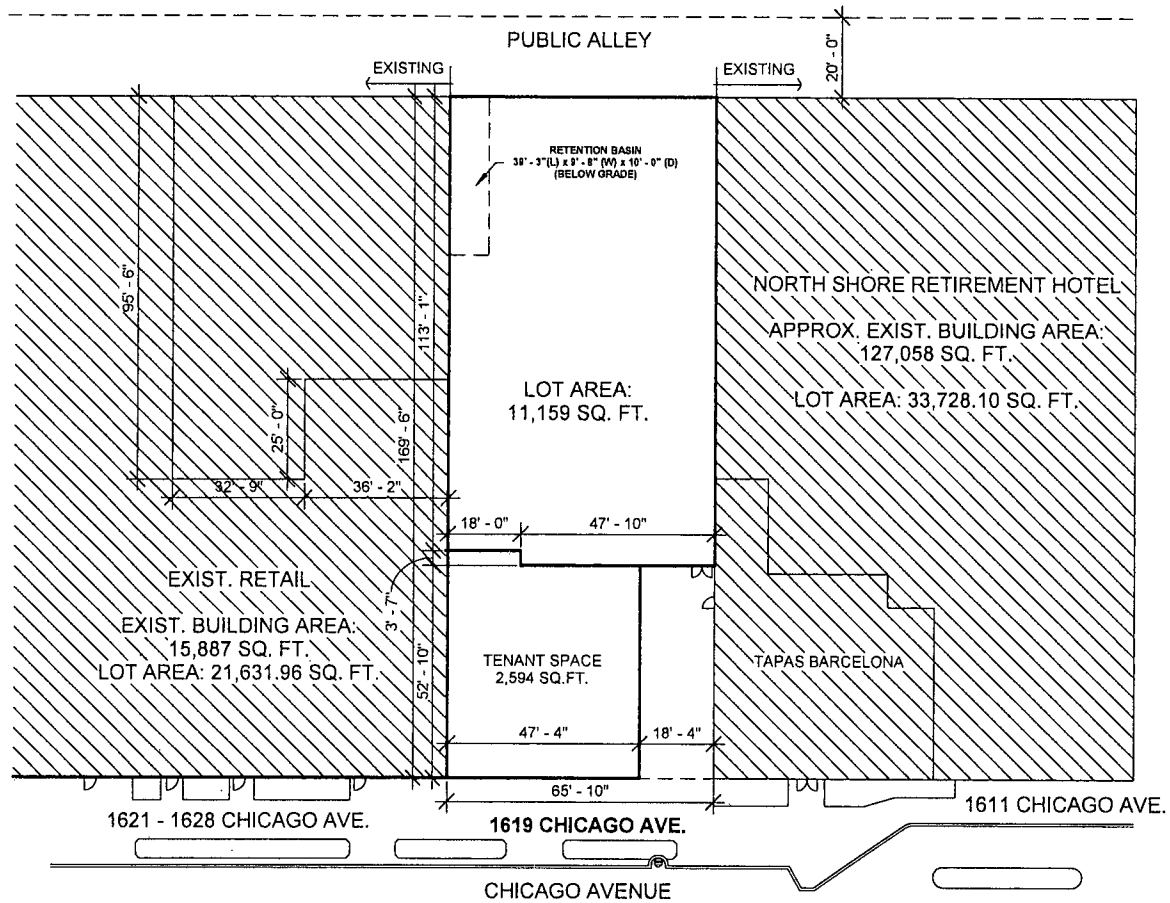 PUBLIC ALLEY
20' - 0"
EXISTING
EXISTING
RETENTION BASIN
39' - 3"(L) x 9' - 8" (W) x 10' - 0" (D)
(BELOW GRADE)
95' - 6"
113' - 1"
169' - 6"
25' - 0"
32' - 9"
36' - 2"
LOT AREA:
11,159 SQ. FT.
NORTH SHORE RETIREMENT HOTEL
APPROX. EXIST. BUILDING AREA:
127,058 SQ. FT.
LOT AREA: 33,728.10 SQ. FT.
18' - 0"
47' - 10"
3' - 7"
52' - 10"
EXIST. RETAIL
EXIST. BUILDING AREA:
15,887 SQ. FT.
LOT AREA: 21,631.96 SQ. FT.
TENANT SPACE
2,594 SQ.FT.
TAPAS BARCELONA
47' - 4"
18' - 4"
65' - 10"
1621 - 1628 CHICAGO AVE.
1619 CHICAGO AVE.
1611 CHICAGO AVE.
CHICAGO AVENUE